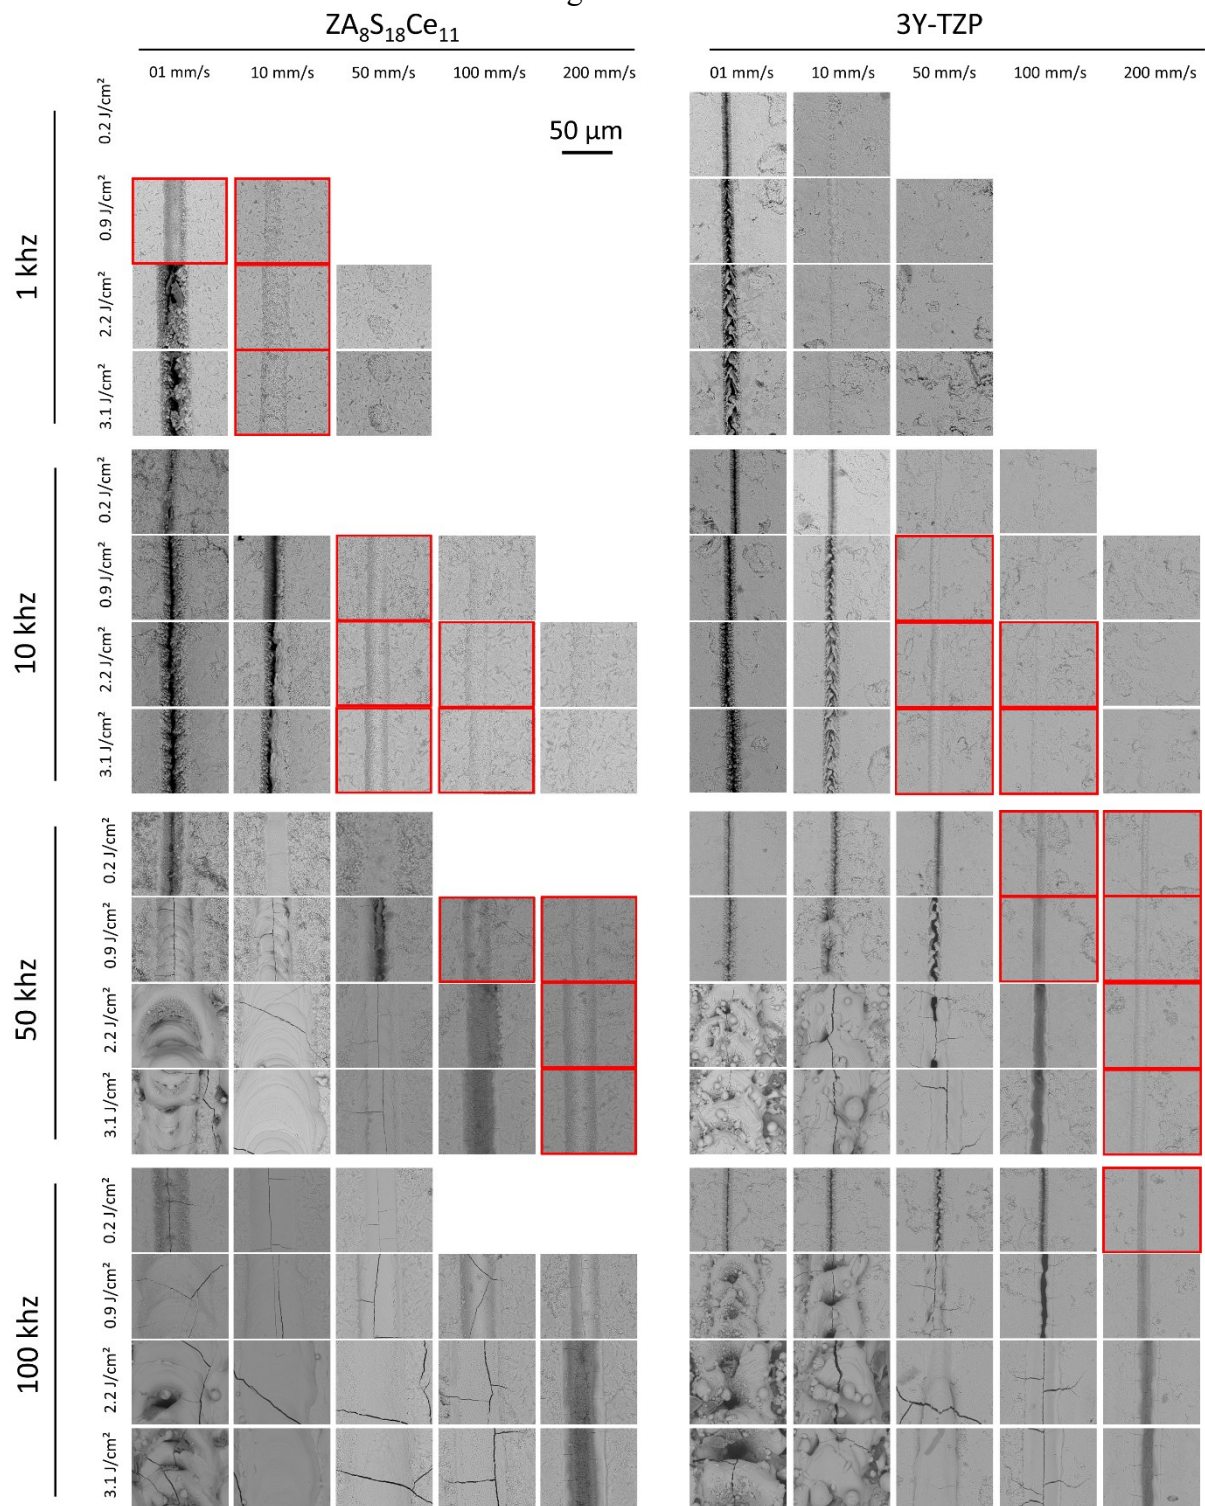 g
ZA₈S₁₈Ce₁₁ 3Y-TZP
01 mm/s 10 mm/s 50 mm/s 100 mm/s 200 mm/s 01 mm/s 10 mm/s 50 mm/s 100 mm/s 200 mm/s
50 µm
1 khz
0.2 J/cm²
0.9 J/cm²
2.2 J/cm²
3.1 J/cm²
10 khz
0.2 J/cm²
0.9 J/cm²
2.2 J/cm²
3.1 J/cm²
50 khz
0.2 J/cm²
0.9 J/cm²
2.2 J/cm²
3.1 J/cm²
100 khz
0.2 J/cm²
0.9 J/cm²
2.2 J/cm²
3.1 J/cm²